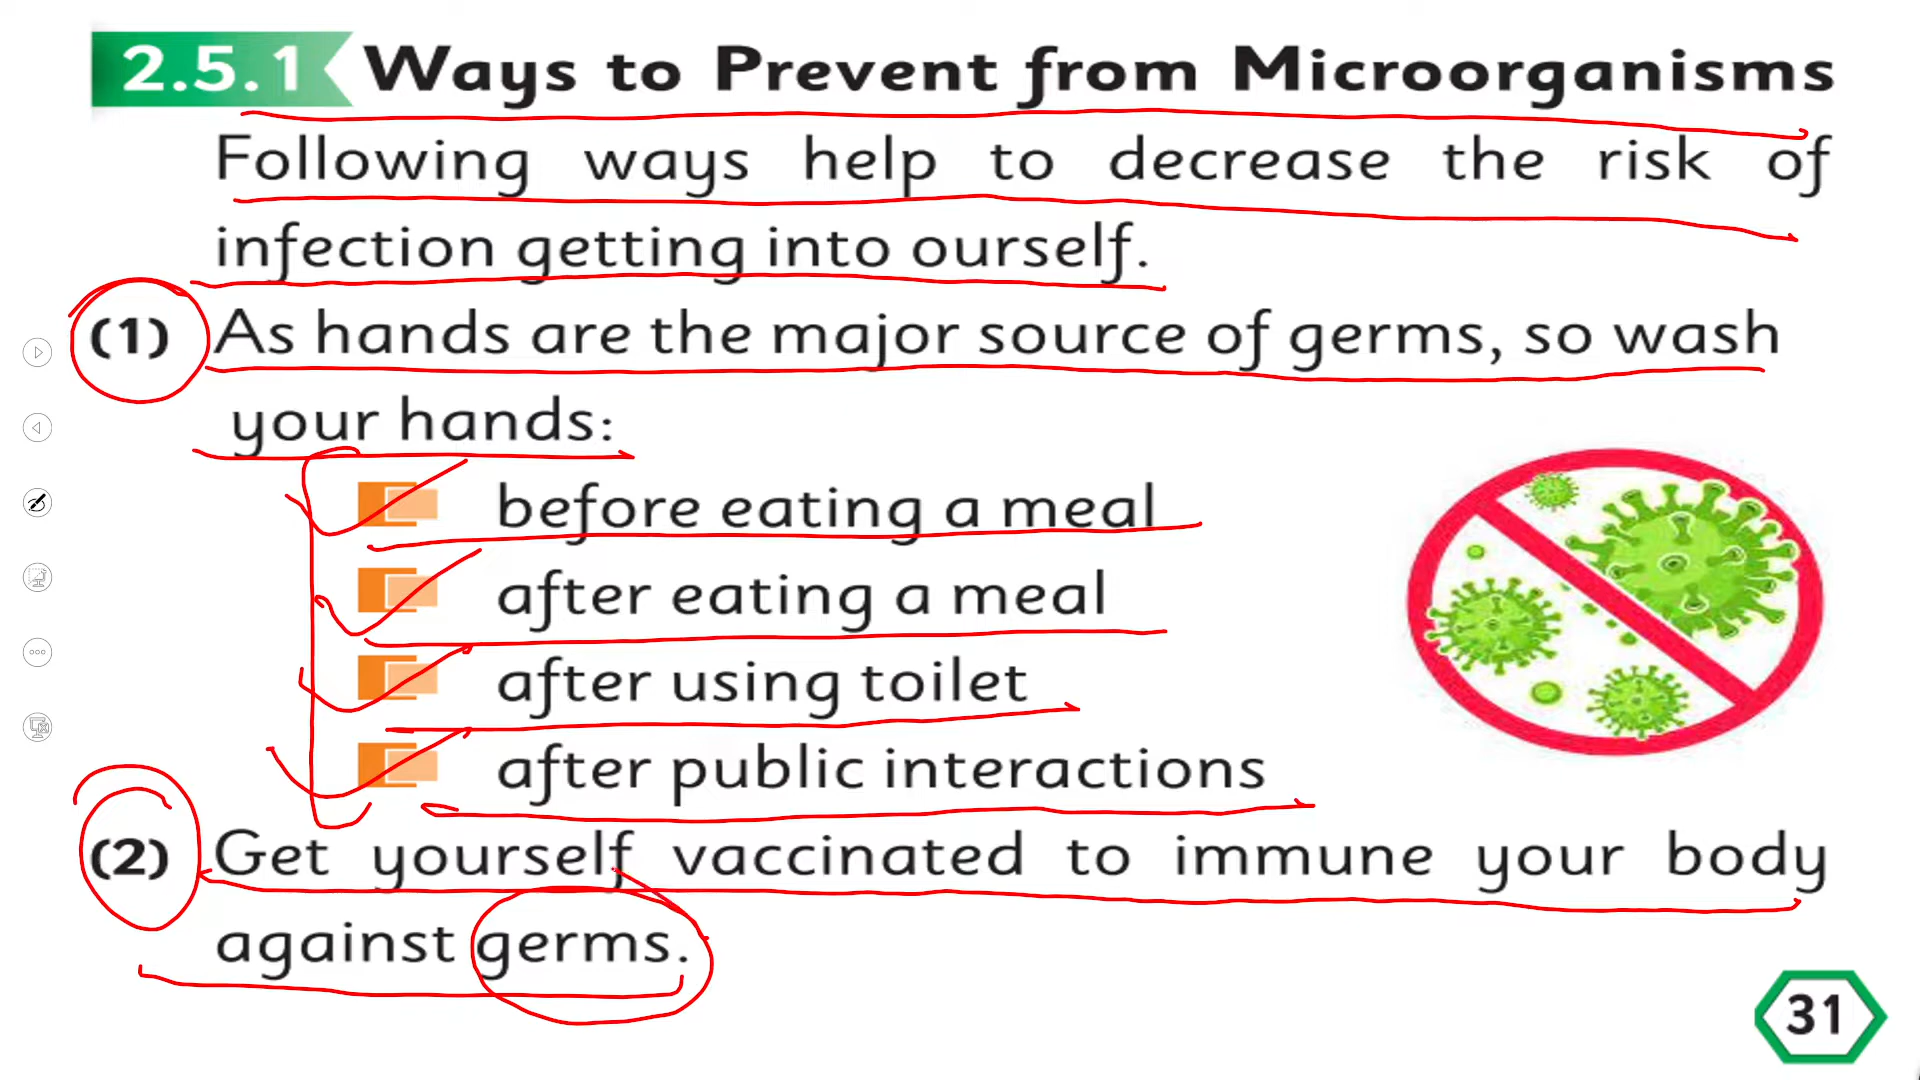 2.5.1 Ways to Prevent from Microorganisms
Following ways help to decrease the risk of
infection getting into ourself.
(1) As hands are the major source of germs, so wash
your hands:
before eating a meal
after eating a meal
after using toilet
after public interactions
(2) Get yourself vaccinated to immune your body
against germs.
31